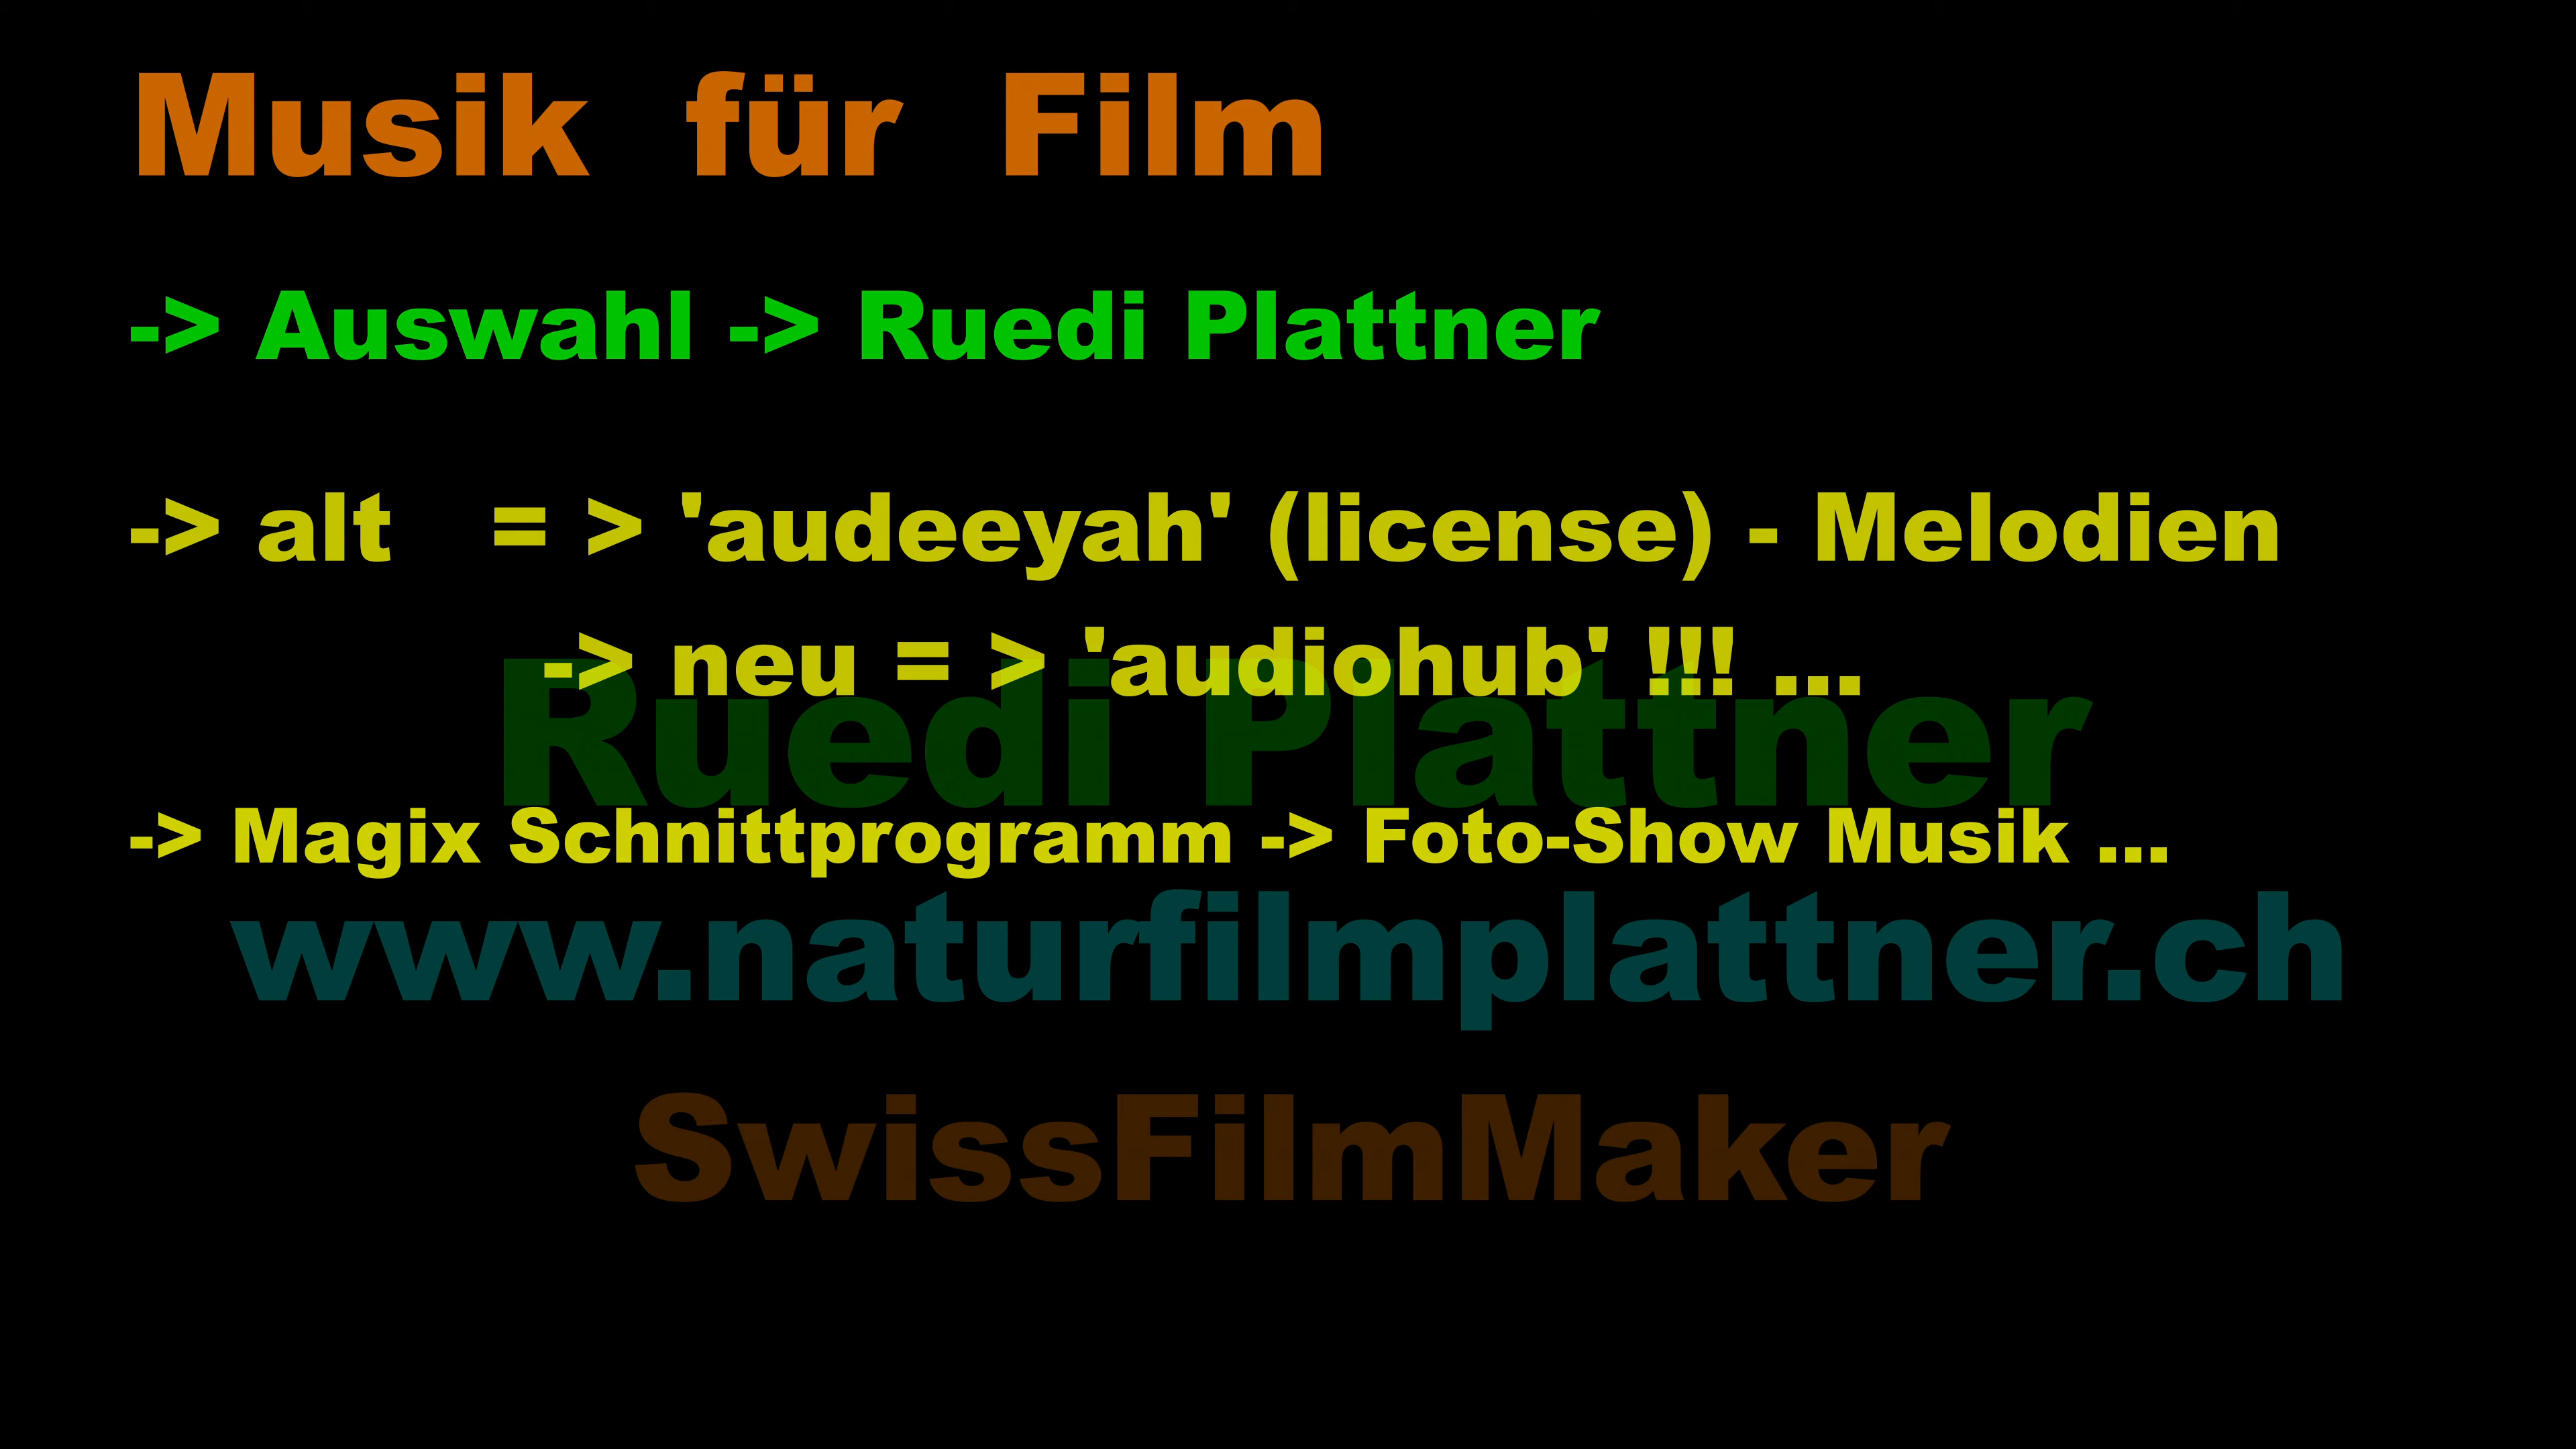 Musik für Film
-> Auswahl -> Ruedi Plattner
-> alt = > 'audeeyah' (license) - Melodien
-> neu = > 'audiohub' !!! ...
Ruedi Plattner
-> Magix Schnittprogramm -> Foto-Show Musik ...
www.naturfilmplattner.ch
SwissFilmMaker